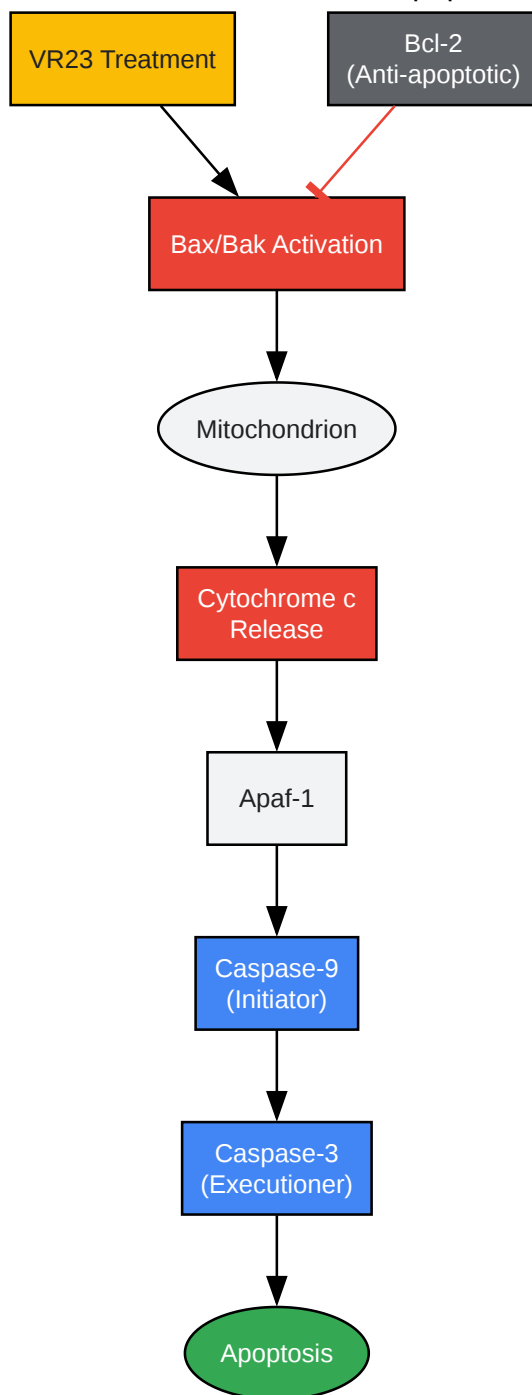 VR23 Treatment
Bcl-2
(Anti-apoptotic)
Bax/Bak Activation
Mitochondrion
Cytochrome c
Release
Apaf-1
Caspase-9
(Initiator)
Caspase-3
(Executioner)
Apoptosis